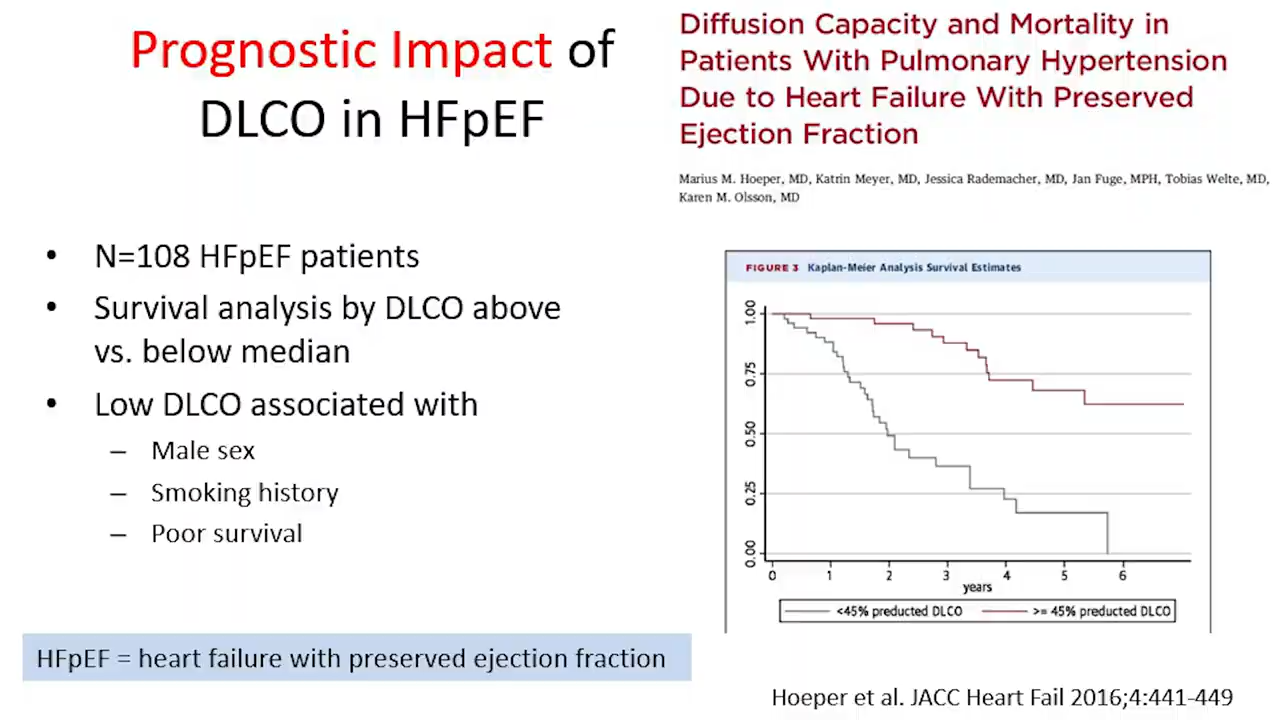 Prognostic Impact of
DLCO in HFpEF
Diffusion Capacity and Mortality in
Patients With Pulmonary Hypertension
Due to Heart Failure With Preserved
Ejection Fraction
Marius M. Hoeper, MD, Katrin Meyer, MD, Jessica Rademacher, MD, Jan Fuge, MPH, Tobias Welte, MD,
Karen M. Olsson, MD
• N=108 HFpEF patients
• Survival analysis by DLCO above
vs. below median
• Low DLCO associated with
– Male sex
– Smoking history
– Poor survival
FIGURE 3 Kaplan-Meier Analysis Survival Estimates
1.00
0.75
0.50
0.25
0.00
0 1 2 3 4 5 6
years
<45% preducted DLCO >= 45% preducted DLCO
HFpEF = heart failure with preserved ejection fraction
Hoeper et al. JACC Heart Fail 2016;4:441-449